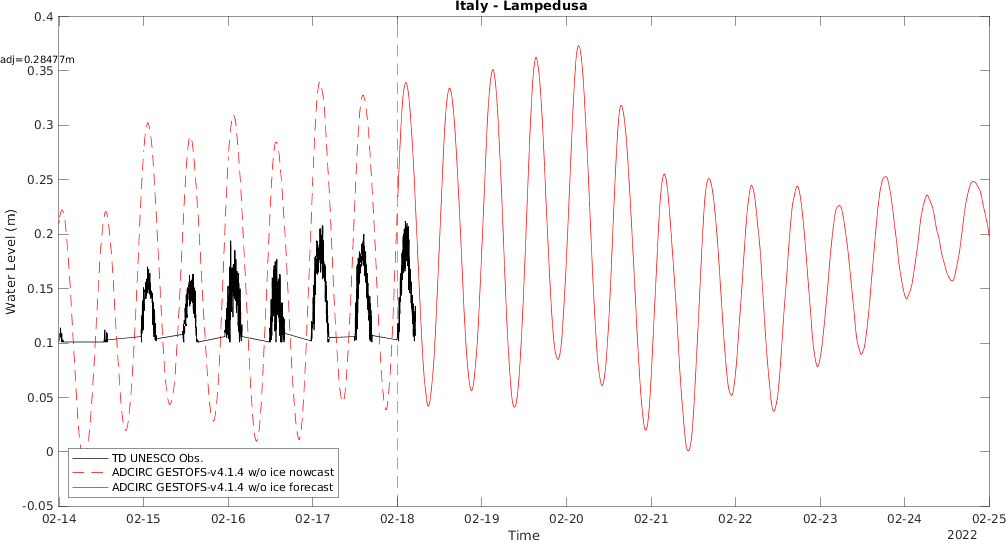 Italy - Lampedusa
adj=0.28477m
0.4
0.35
0.3
0.25
0.2
0.15
0.1
0.05
0
-0.05
Water Level (m)
TD UNESCO Obs.
ADCIRC GESTOFS-v4.1.4 w/o ice nowcast
ADCIRC GESTOFS-v4.1.4 w/o ice forecast
02-14 02-15 02-16 02-17 02-18 02-19 02-20 02-21 02-22 02-23 02-24 02-25
Time
2022